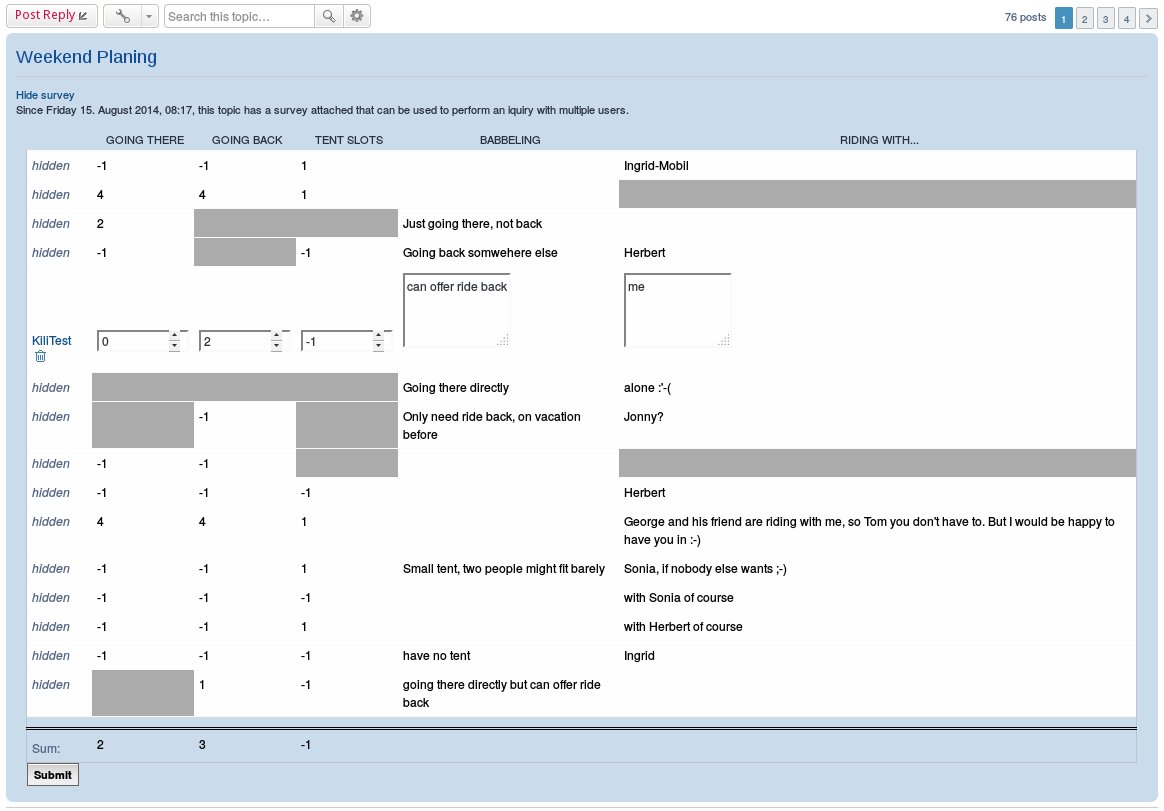 Post Reply
Search this topic...
76 posts 1 2 3 4
Weekend Planing
Hide survey
Since Friday 15. August 2014, 08:17, this topic has a survey attached that can be used to perform an iquiry with multiple users.
GOING THERE GOING BACK TENT SLOTS BABBELING RIDING WITH...
hidden -1 -1 1 Ingrid-Mobil
hidden 4 4 1
hidden 2 Just going there, not back
hidden -1 -1 Going back somwehere else Herbert
can offer ride back me
KiliTest 0 2 -1
hidden Going there directly alone :'-(
hidden -1 Only need ride back, on vacation Jonny?
before
hidden -1 -1
hidden -1 -1 -1 Herbert
hidden 4 4 1 George and his friend are riding with me, so Tom you don't have to. But I would be happy to
have you in :-)
hidden -1 -1 1 Small tent, two people might fit barely Sonia, if nobody else wants ;-)
hidden -1 -1 -1 with Sonia of course
hidden -1 -1 1 with Herbert of course
hidden -1 -1 -1 have no tent Ingrid
hidden 1 -1 going there directly but can offer ride
back
Sum: 2 3 -1
Submit